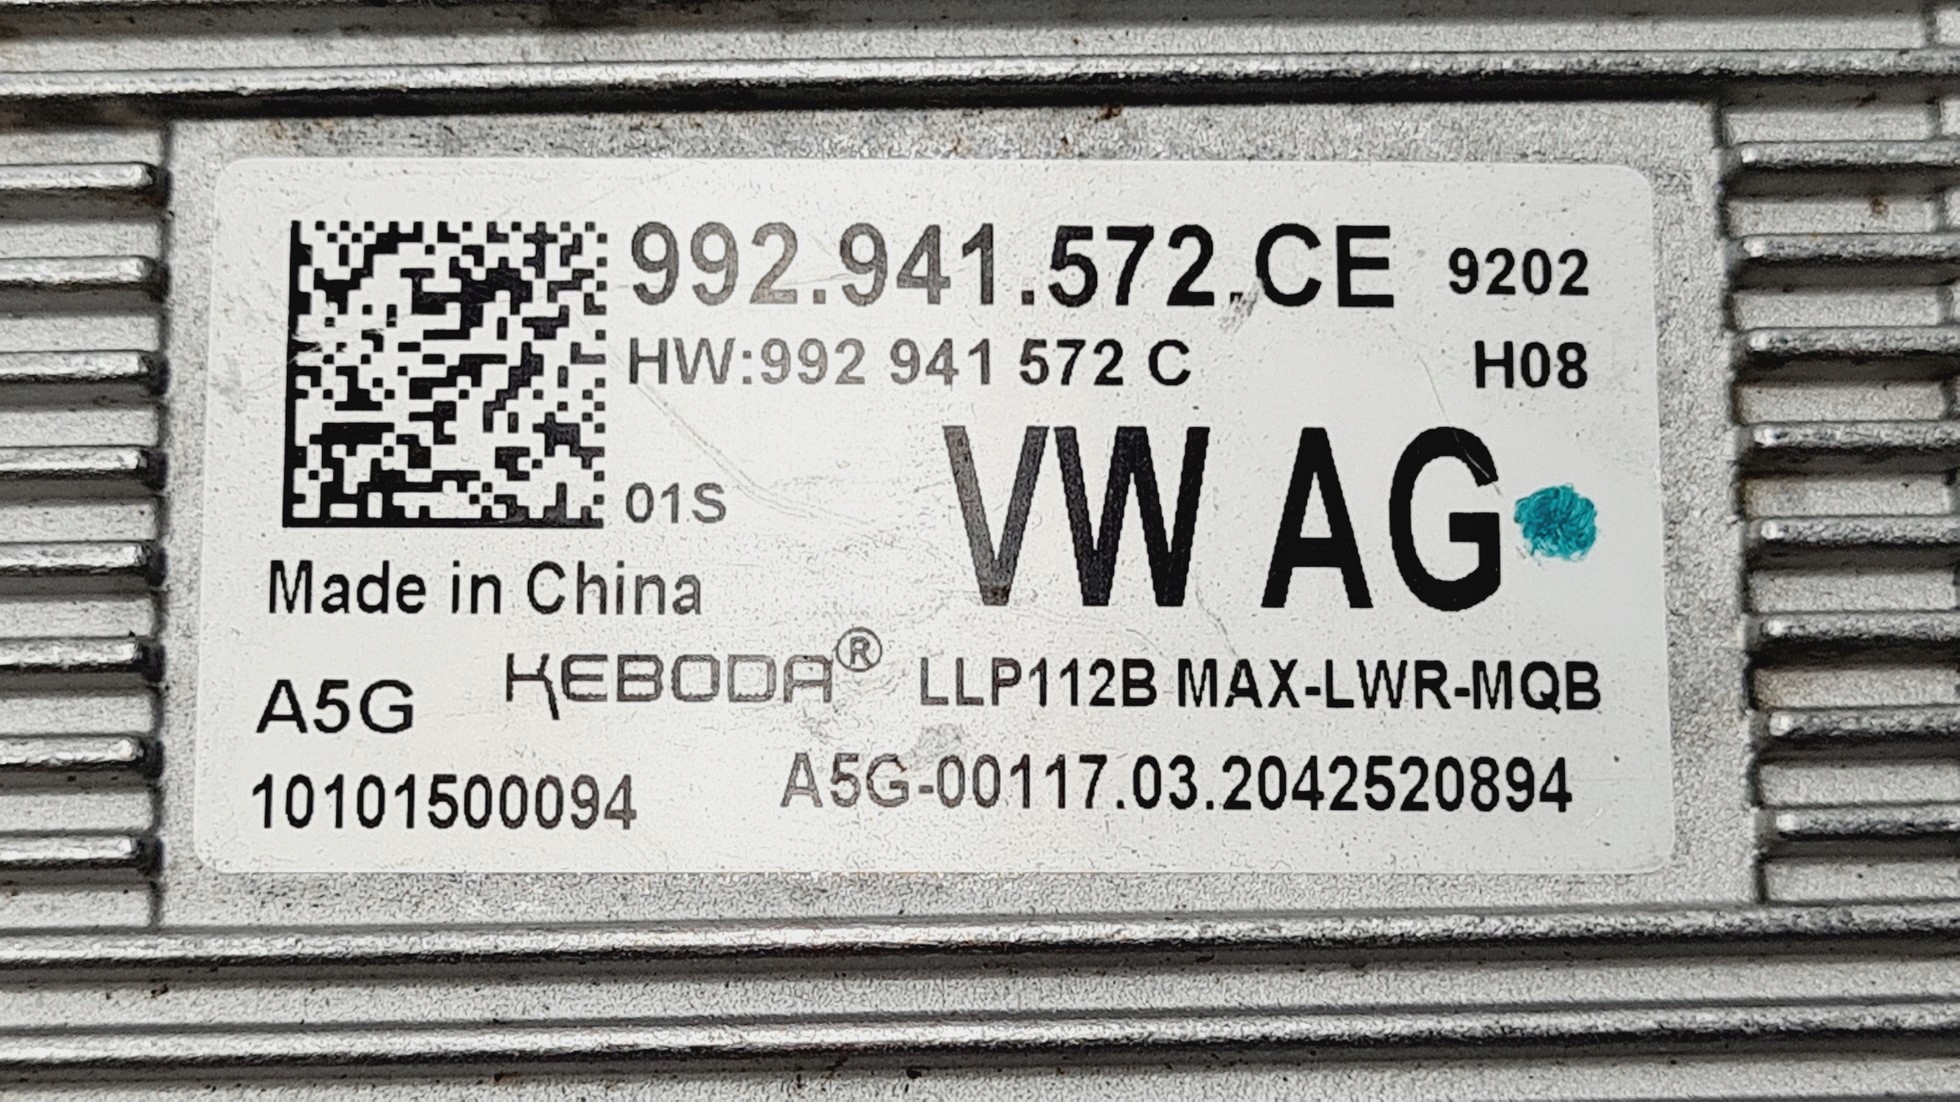 992.941.572.CE 9202
HW:992 941 572 C H08
VW AG
01S
Made in China
A5G KEBODA® LLP112B MAX-LWR-MQB
10101500094 A5G-00117.03.2042520894